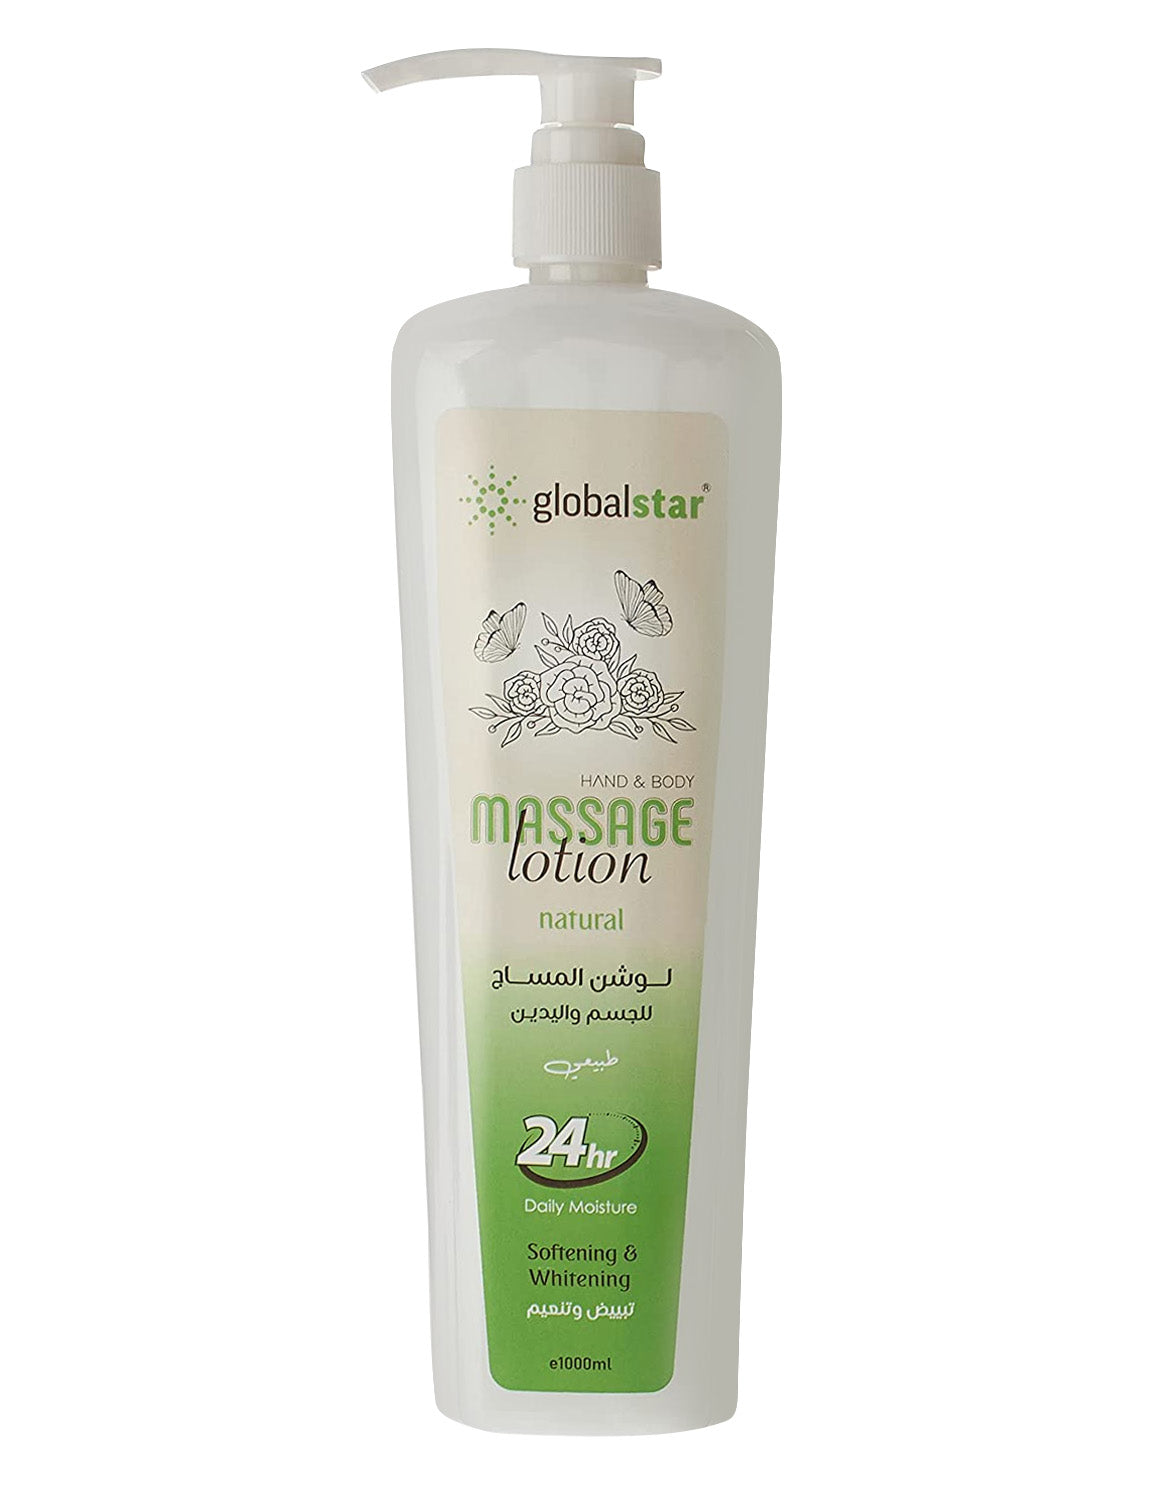 globalstar®
HAND & BODY
MASSAGE
lotion
natural
لوشن المساج
للجسم واليدين
طبيعي
24hr
Daily Moisture
Softening &
Whitening
تبييض وتنعيم
e1000ml